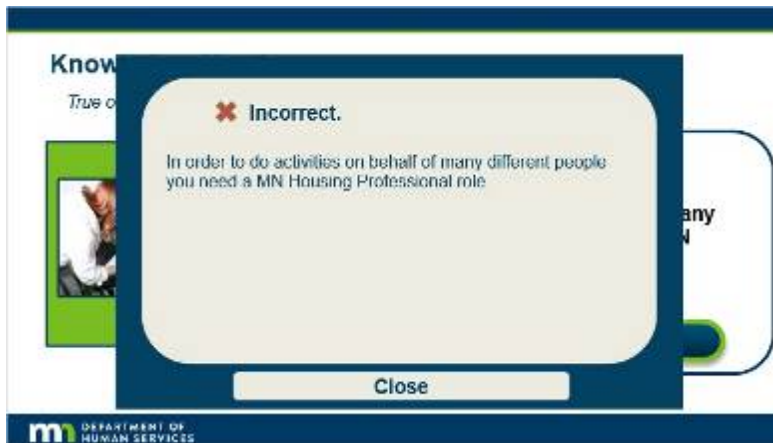 Know
True o
✖ Incorrect.
In order to do activities on behalf of many different people
you need a MN Housing Professional role
any
N
Close
mn DEPARTMENT OF
HUMAN SERVICES